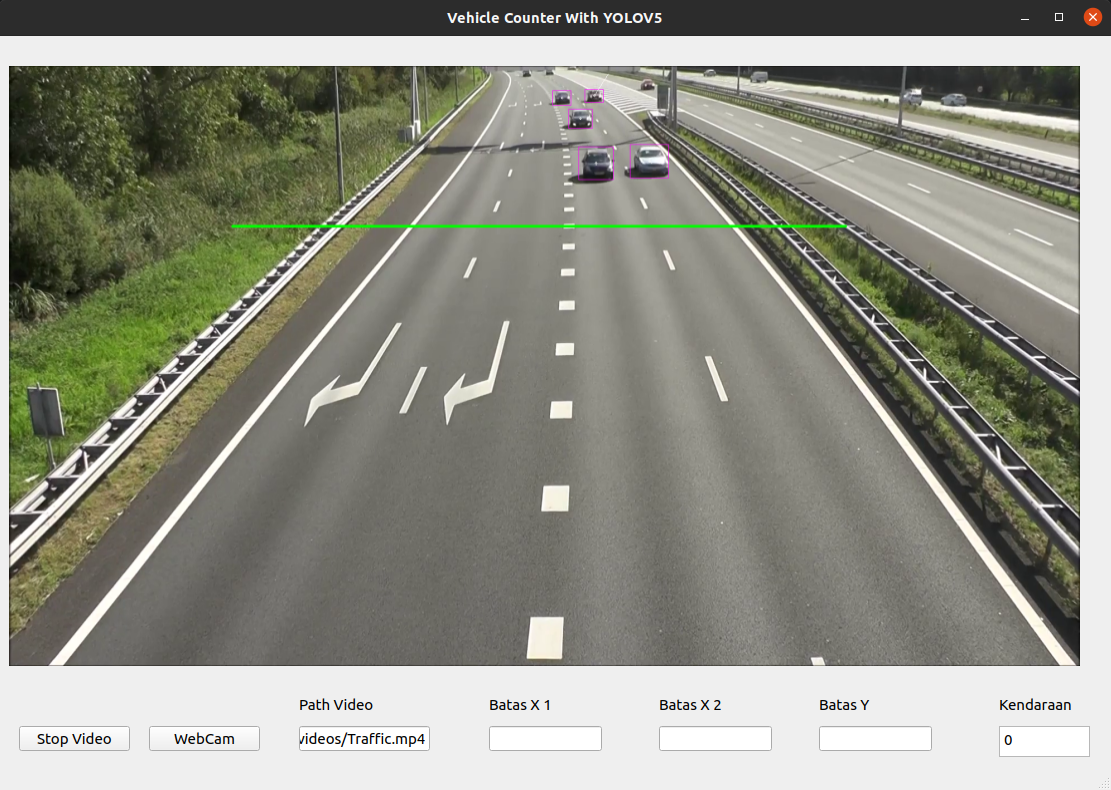 Vehicle Counter With YOLOV5
Path Video
Batas X 1
Batas X 2
Batas Y
Kendaraan
Stop Video
WebCam
videos/Traffic.mp4
0